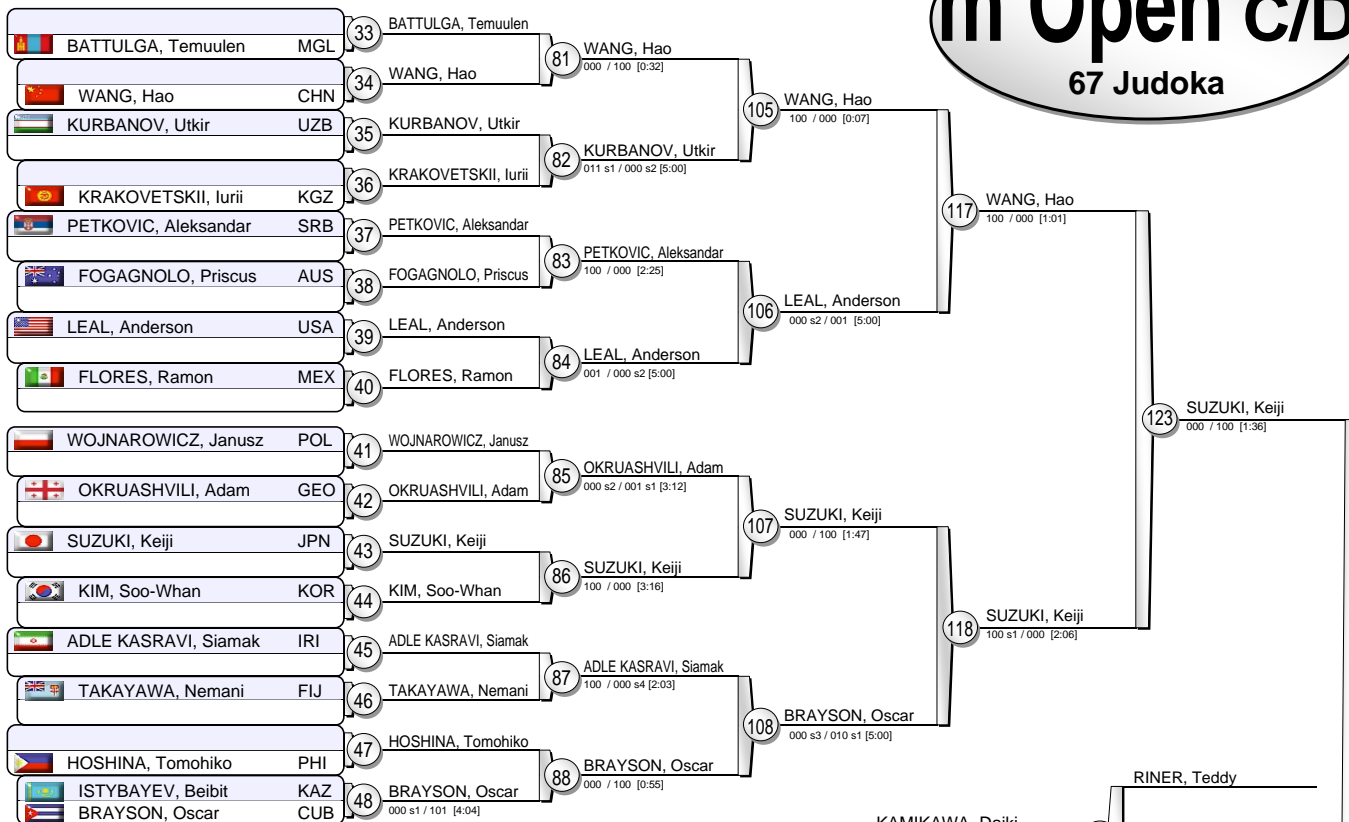 m Open C/D
67 Judoka
BATTULGA, Temuulen MGL
WANG, Hao CHN
KURBANOV, Utkir UZB
KRAKOVETSKII, Iurii KGZ
PETKOVIC, Aleksandar SRB
FOGAGNOLO, Priscus AUS
LEAL, Anderson USA
FLORES, Ramon MEX
WOJNAROWICZ, Janusz POL
OKRUASHVILI, Adam GEO
SUZUKI, Keiji JPN
KIM, Soo-Whan KOR
ADLE KASRAVI, Siamak IRI
TAKAYAWA, Nemani FIJ
HOSHINA, Tomohiko PHI
ISTYBAYEV, Beibit KAZ
BRAYSON, Oscar CUB
33 BATTULGA, Temuulen
34 WANG, Hao
35 KURBANOV, Utkir
36 KRAKOVETSKII, Iurii
37 PETKOVIC, Aleksandar
38 FOGAGNOLO, Priscus
39 LEAL, Anderson
40 FLORES, Ramon
41 WOJNAROWICZ, Janusz
42 OKRUASHVILI, Adam
43 SUZUKI, Keiji
44 KIM, Soo-Whan
45 ADLE KASRAVI, Siamak
46 TAKAYAWA, Nemani
47 HOSHINA, Tomohiko
48 BRAYSON, Oscar
000 s1 / 101 [4:04]
81 WANG, Hao
000 / 100 [0:32]
82 KURBANOV, Utkir
011 s1 / 000 s2 [5:00]
83 PETKOVIC, Aleksandar
100 / 000 [2:25]
84 LEAL, Anderson
001 / 000 s2 [5:00]
85 OKRUASHVILI, Adam
000 s2 / 001 s1 [3:12]
86 SUZUKI, Keiji
100 / 000 [3:16]
87 ADLE KASRAVI, Siamak
100 / 000 s4 [2:03]
88 BRAYSON, Oscar
000 / 100 [0:55]
105 WANG, Hao
100 / 000 [0:07]
106 LEAL, Anderson
000 s2 / 001 [5:00]
107 SUZUKI, Keiji
000 / 100 [1:47]
108 BRAYSON, Oscar
000 s3 / 010 s1 [5:00]
117 WANG, Hao
100 / 000 [1:01]
118 SUZUKI, Keiji
100 s1 / 000 [2:06]
123 SUZUKI, Keiji
000 / 100 [1:36]
RINER, Teddy
KAMIKAWA, Daiki